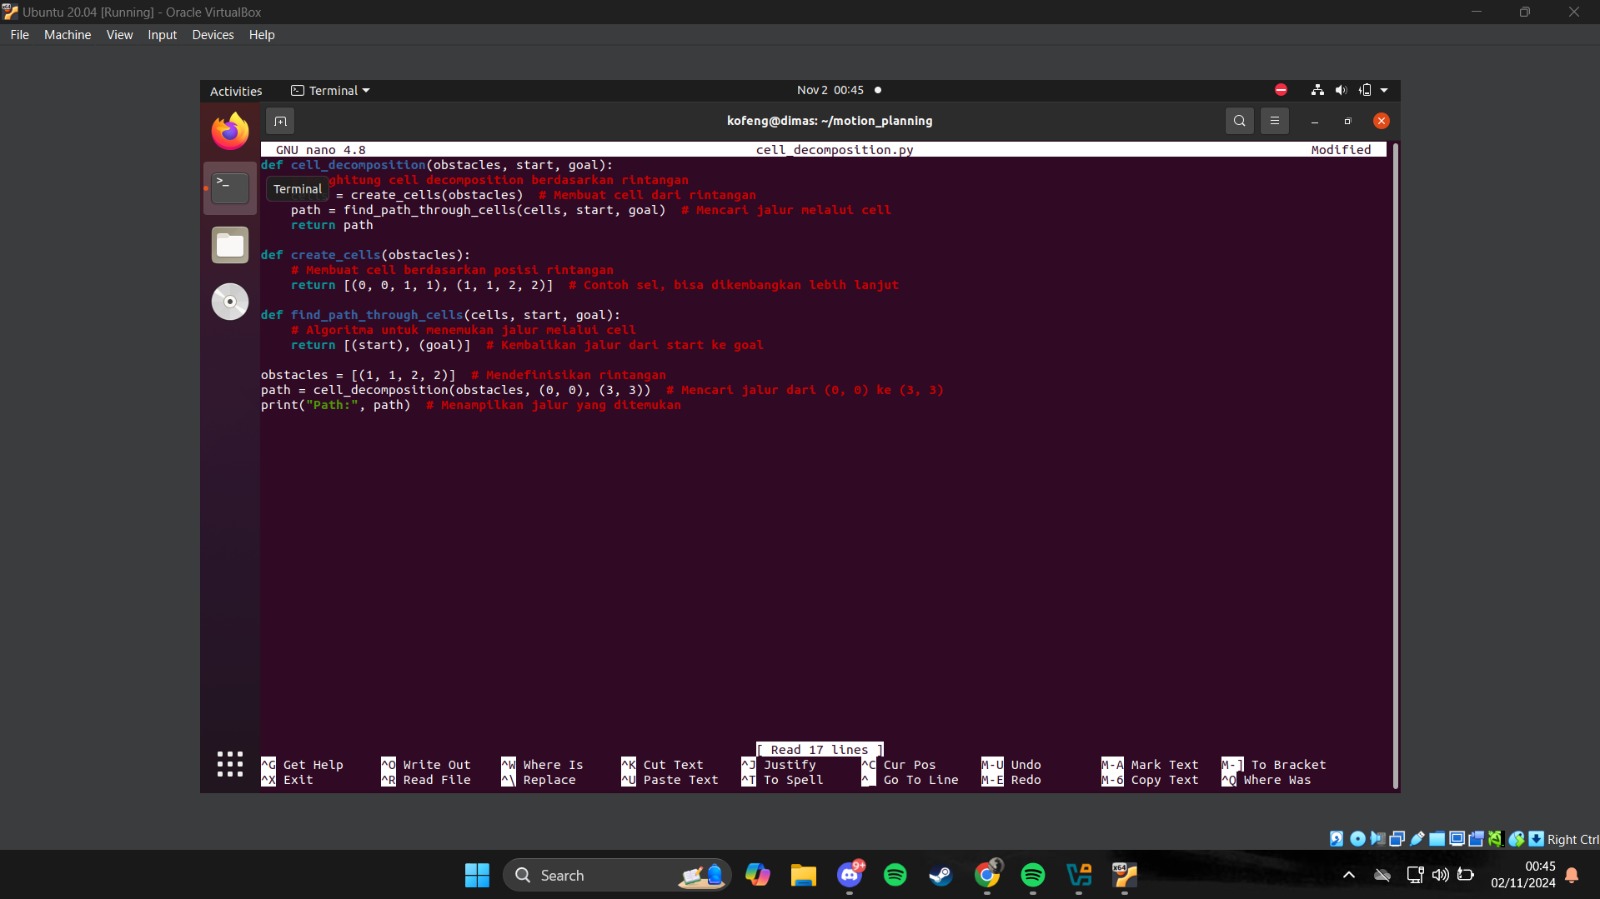 Ubuntu 20.04 [Running] - Oracle VirtualBox
File Machine View Input Devices Help
Activities Terminal Nov 2 00:45
kofeng@dimas: ~/motion_planning
GNU nano 4.8 cell_decomposition.py Modified
def cell_decomposition(obstacles, start, goal):
ghitung cell decomposition berdasarkan rintangan
Terminal = create_cells(obstacles) # Membuat cell dari rintangan
path = find_path_through_cells(cells, start, goal) # Mencari jalur melalui cell
return path
def create_cells(obstacles):
# Membuat cell berdasarkan posisi rintangan
return [(0, 0, 1, 1), (1, 1, 2, 2)] # Contoh sel, bisa dikembangkan lebih lanjut
def find_path_through_cells(cells, start, goal):
# Algoritma untuk menemukan jalur melalui cell
return [(start), (goal)] # Kembalikan jalur dari start ke goal
obstacles = [(1, 1, 2, 2)] # Mendefinisikan rintangan
path = cell_decomposition(obstacles, (0, 0), (3, 3)) # Mencari jalur dari (0, 0) ke (3, 3)
print("Path:", path) # Menampilkan jalur yang ditemukan
[ Read 17 lines ]
^G Get Help ^O Write Out ^W Where Is ^K Cut Text ^J Justify ^C Cur Pos M-U Undo M-A Mark Text M-] To Bracket
^X Exit ^R Read File ^\ Replace ^U Paste Text ^T To Spell ^_ Go To Line M-E Redo M-6 Copy Text ^Q Where Was
Right Ctrl
Search 9+ 00:45
02/11/2024